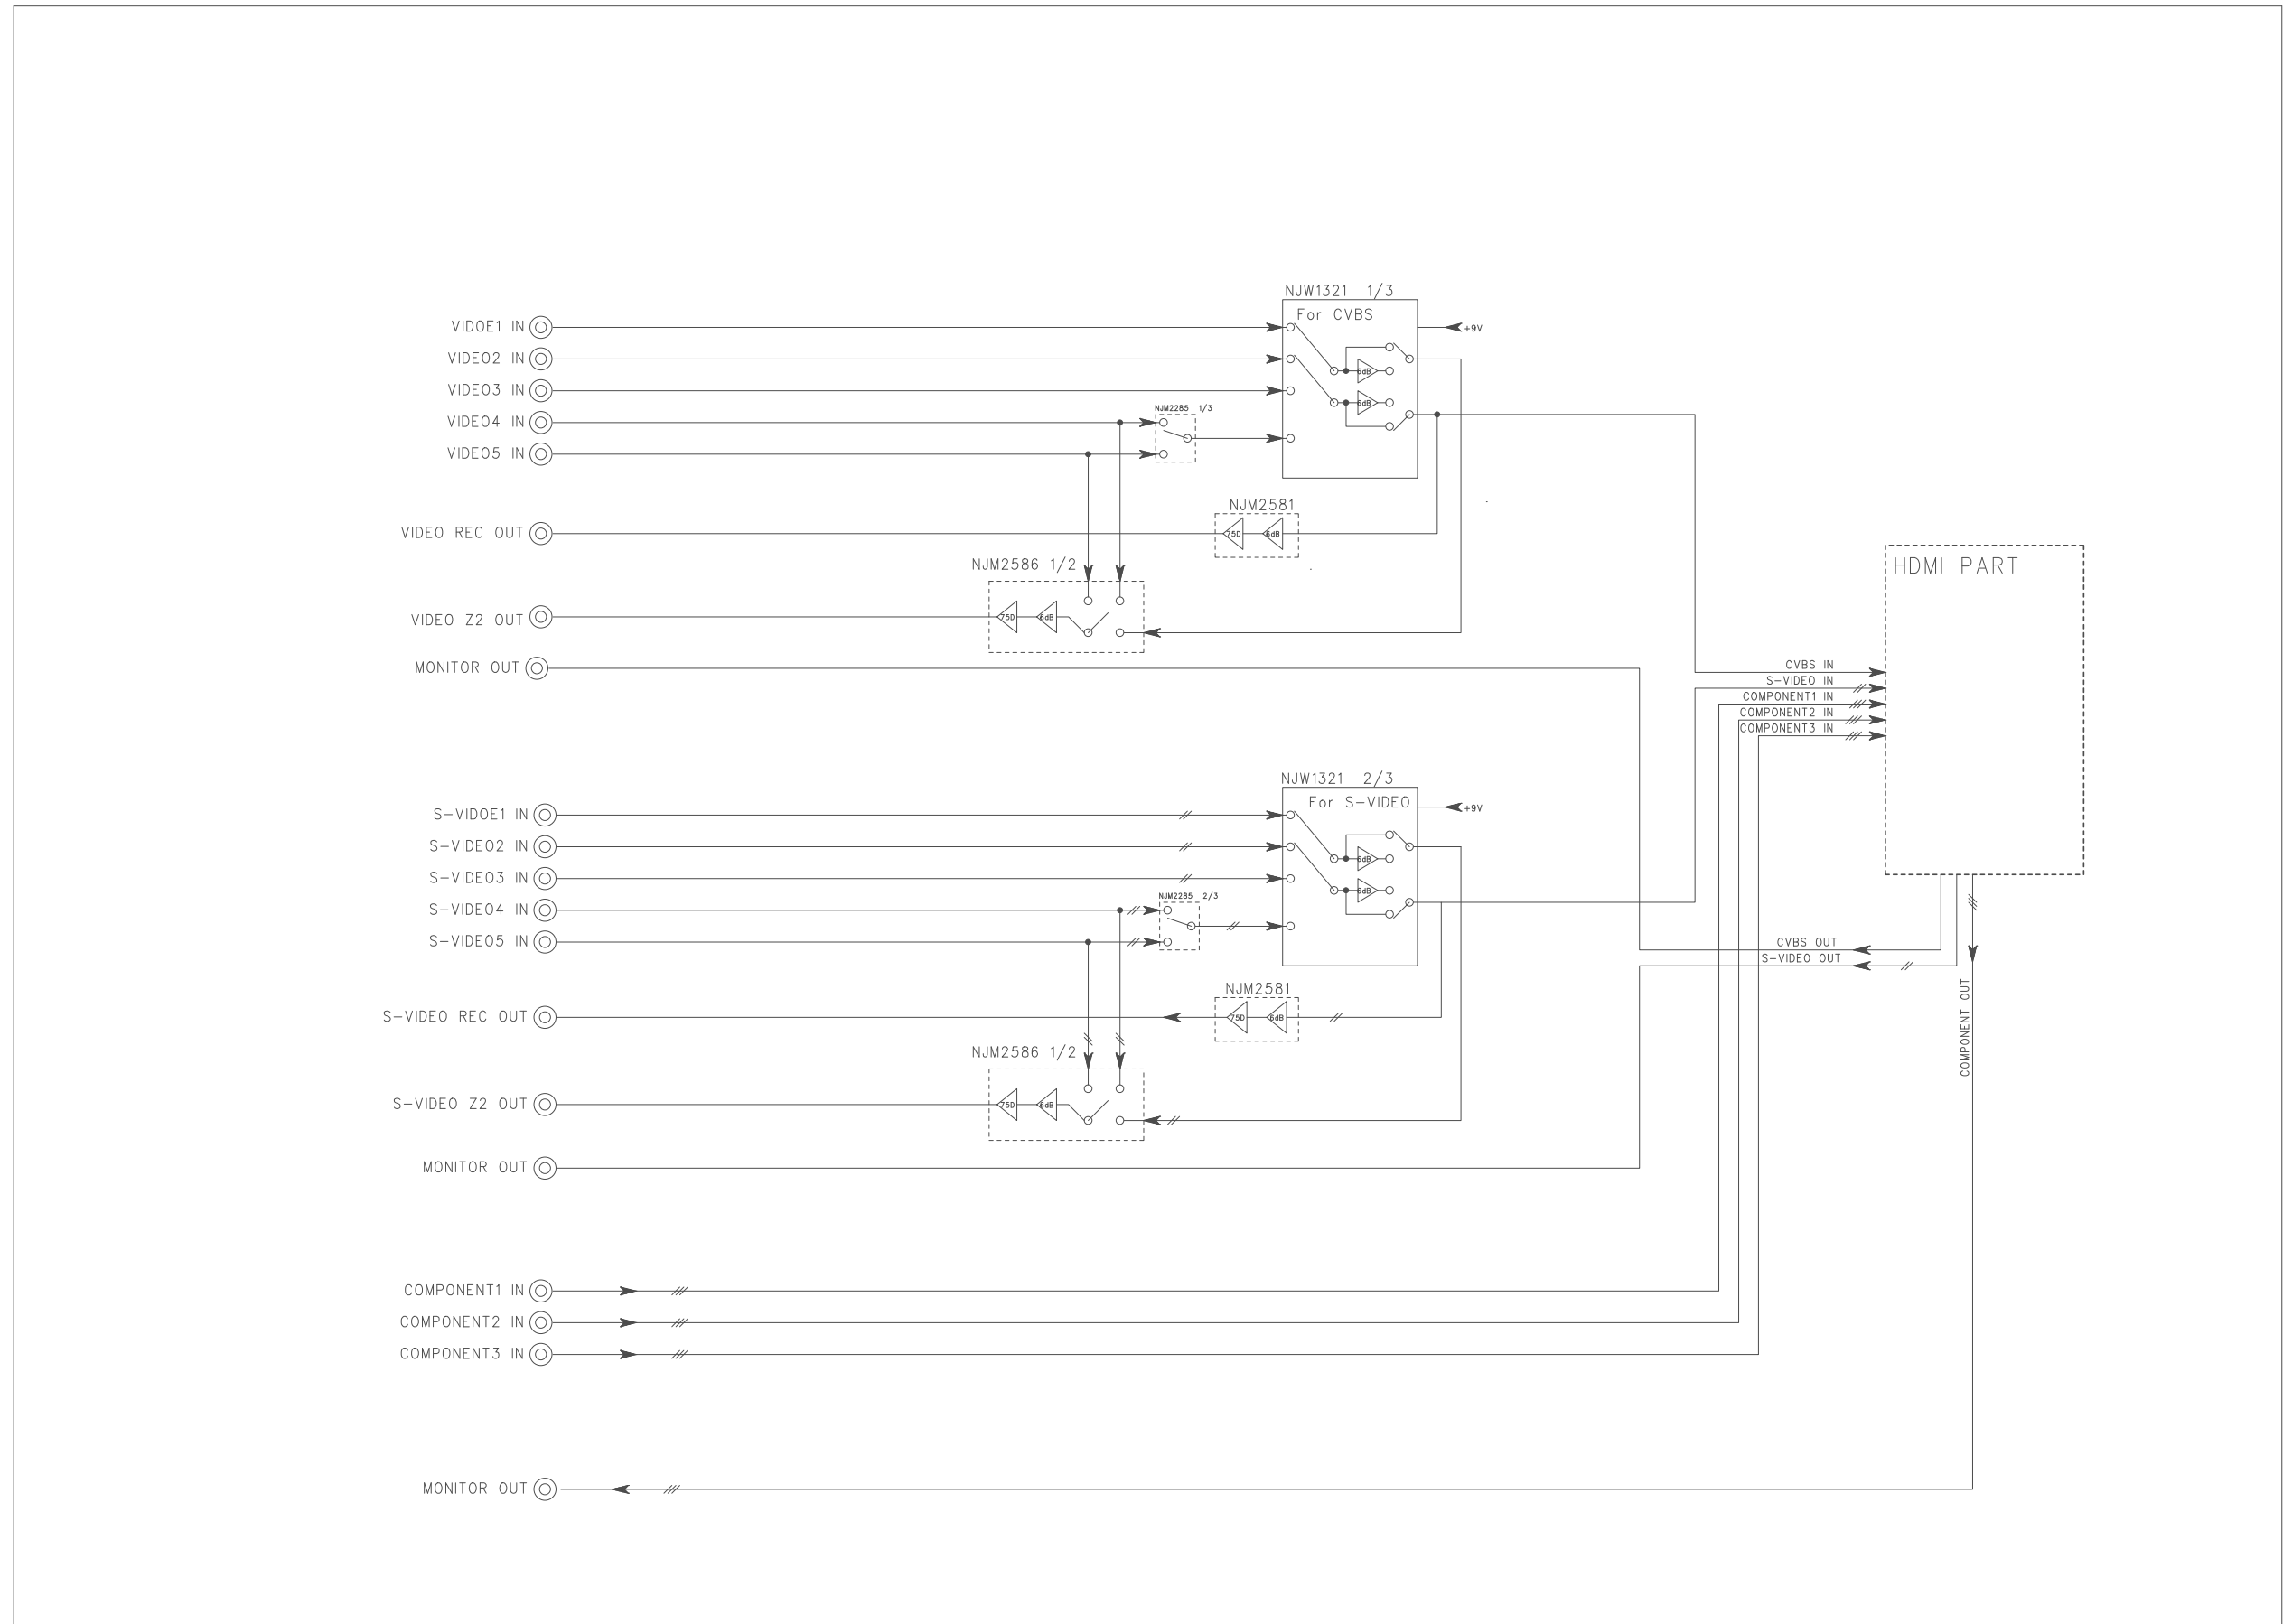 NJW1321 1/3
For CVBS
VIDOE1 IN
+9V
VIDEO2 IN
6dB
VIDEO3 IN
6dB
NJM2285 1/3
VIDEO4 IN
VIDEO5 IN
NJM2581
VIDEO REC OUT
75D
6dB
NJM2586 1/2
HDMI PART
VIDEO Z2 OUT
75D
6dB
MONITOR OUT
CVBS IN
S-VIDEO IN
COMPONENT1 IN
COMPONENT2 IN
COMPONENT3 IN
NJW1321 2/3
For S-VIDEO
+9V
S-VIDOE1 IN
S-VIDEO2 IN
6dB
S-VIDEO3 IN
6dB
NJM2285 2/3
S-VIDEO4 IN
S-VIDEO5 IN
CVBS OUT
S-VIDEO OUT
NJM2581
S-VIDEO REC OUT
75D
6dB
COMPONENT OUT
NJM2586 1/2
S-VIDEO Z2 OUT
75D
6dB
MONITOR OUT
COMPONENT1 IN
COMPONENT2 IN
COMPONENT3 IN
MONITOR OUT